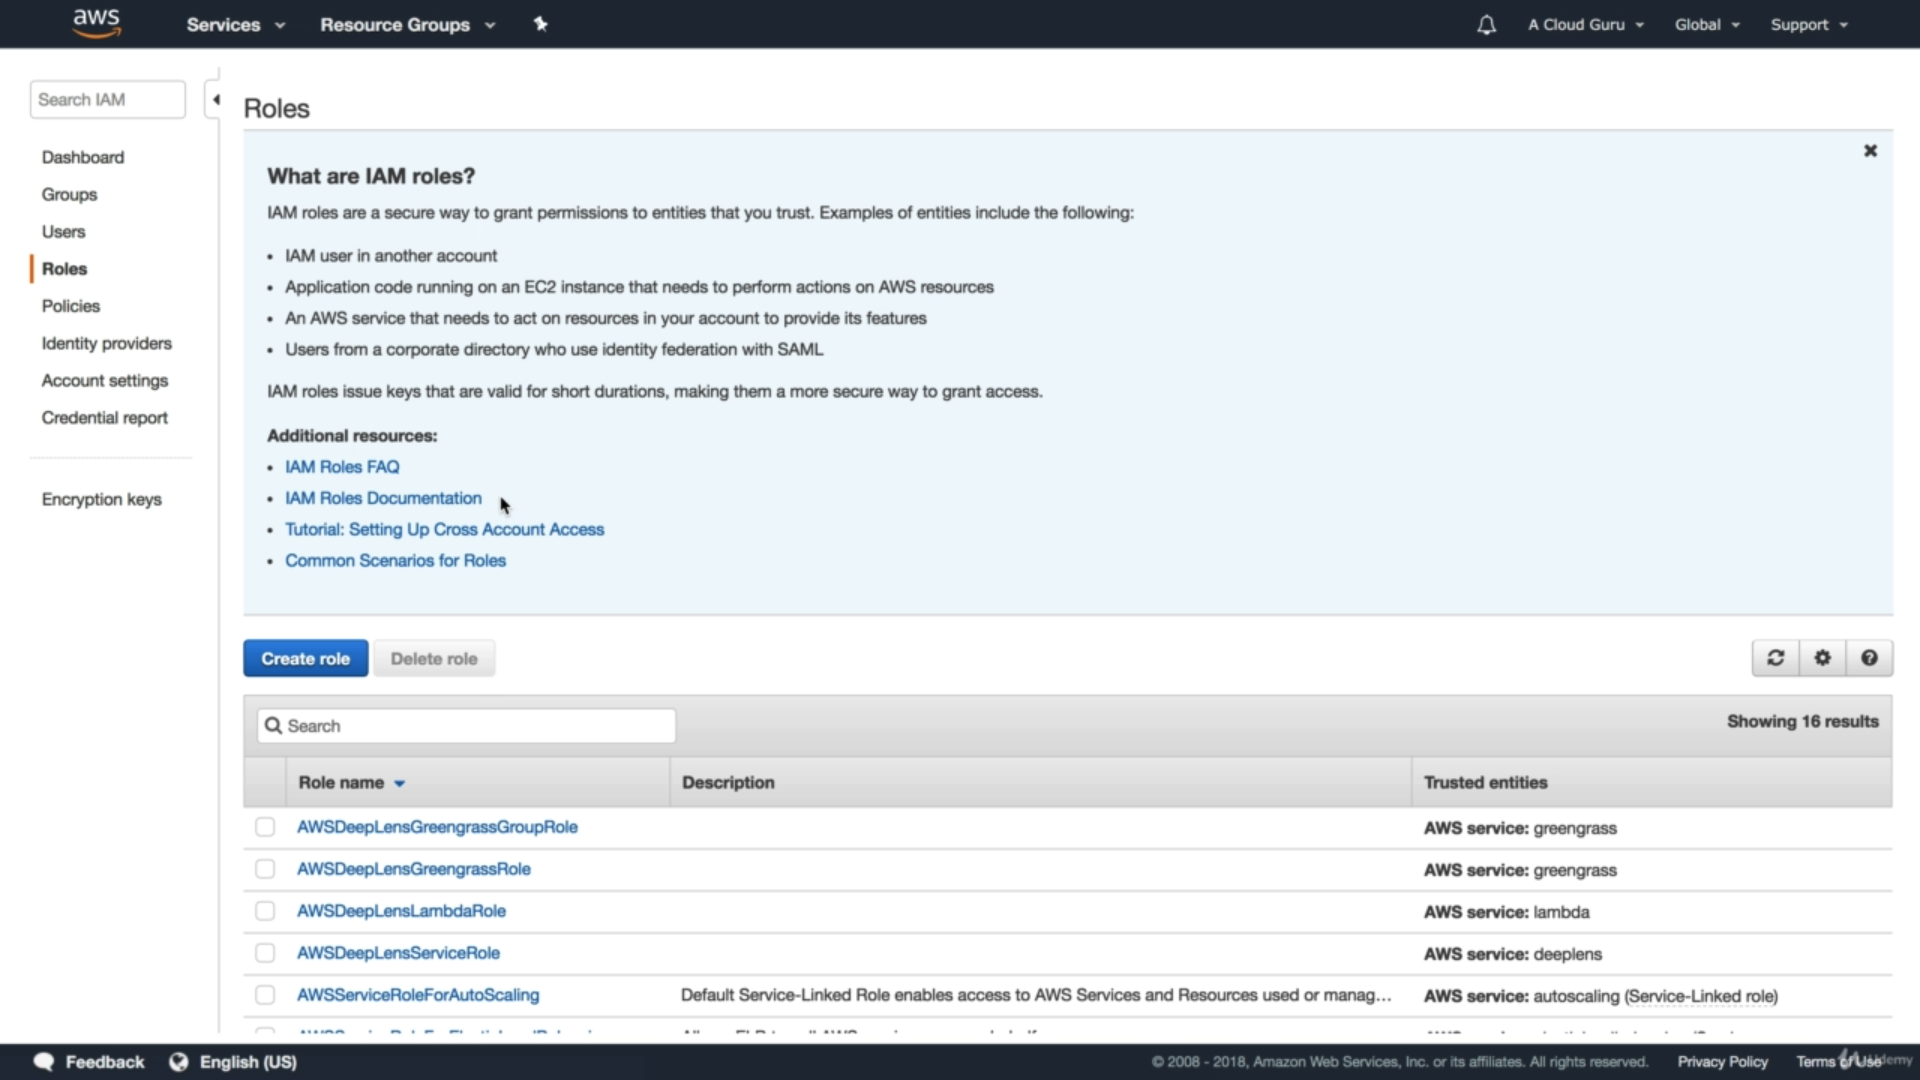 aws Services Resource Groups A Cloud Guru Global Support
Search IAM
Dashboard
Groups
Users
Roles
Policies
Identity providers
Account settings
Credential report
Encryption keys
Roles
What are IAM roles?
IAM roles are a secure way to grant permissions to entities that you trust. Examples of entities include the following:
• IAM user in another account
• Application code running on an EC2 instance that needs to perform actions on AWS resources
• An AWS service that needs to act on resources in your account to provide its features
• Users from a corporate directory who use identity federation with SAML
IAM roles issue keys that are valid for short durations, making them a more secure way to grant access.
Additional resources:
• IAM Roles FAQ
• IAM Roles Documentation
• Tutorial: Setting Up Cross Account Access
• Common Scenarios for Roles
Create role Delete role
Search Showing 16 results
Role name Description Trusted entities
AWSDeepLensGreengrassGroupRole AWS service: greengrass
AWSDeepLensGreengrassRole AWS service: greengrass
AWSDeepLensLambdaRole AWS service: lambda
AWSDeepLensServiceRole AWS service: deeplens
AWSServiceRoleForAutoScaling Default Service-Linked Role enables access to AWS Services and Resources used or manag... AWS service: autoscaling (Service-Linked role)
Feedback English (US) © 2008 - 2018, Amazon Web Services, Inc. or its affiliates. All rights reserved. Privacy Policy Terms of Use